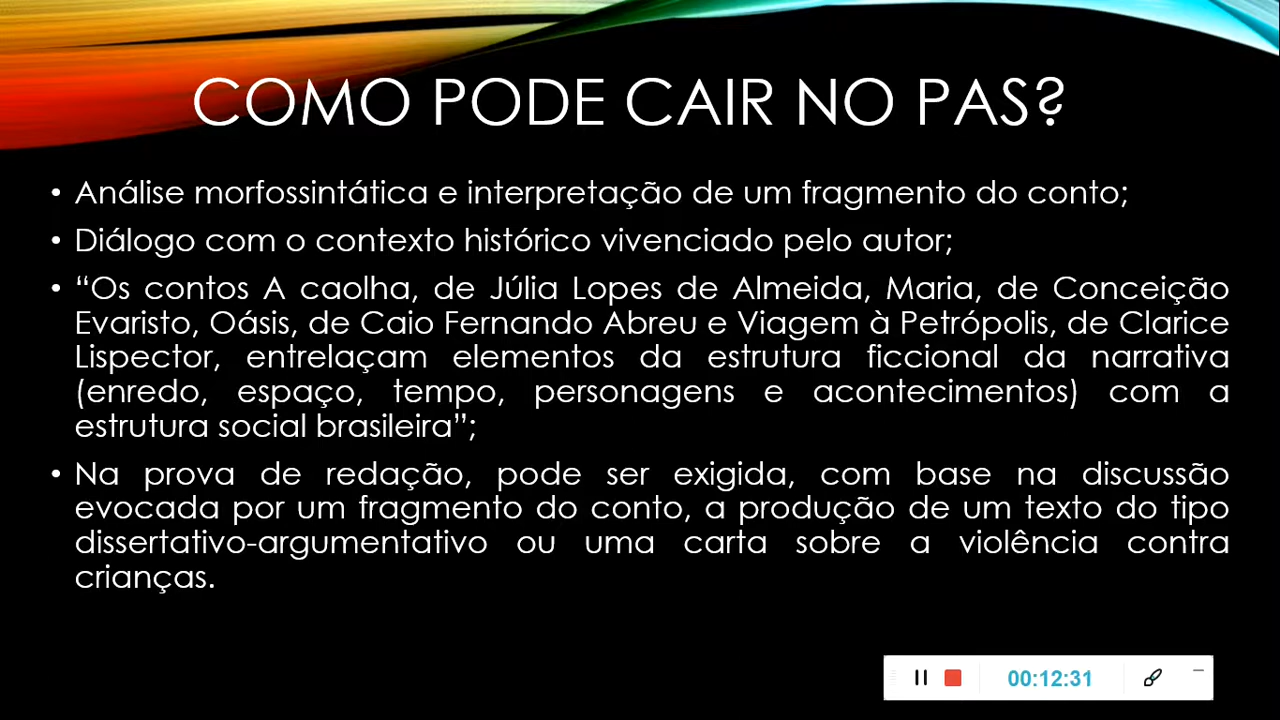 COMO PODE CAIR NO PAS?
• Análise morfossintática e interpretação de um fragmento do conto;
• Diálogo com o contexto histórico vivenciado pelo autor;
• “Os contos A caolha, de Júlia Lopes de Almeida, Maria, de Conceição
Evaristo, Oásis, de Caio Fernando Abreu e Viagem à Petrópolis, de Clarice
Lispector, entrelaçam elementos da estrutura ficcional da narrativa
(enredo, espaço, tempo, personagens e acontecimentos) com a
estrutura social brasileira”;
• Na prova de redação, pode ser exigida, com base na discussão
evocada por um fragmento do conto, a produção de um texto do tipo
dissertativo-argumentativo ou uma carta sobre a violência contra
crianças.
00:12:31